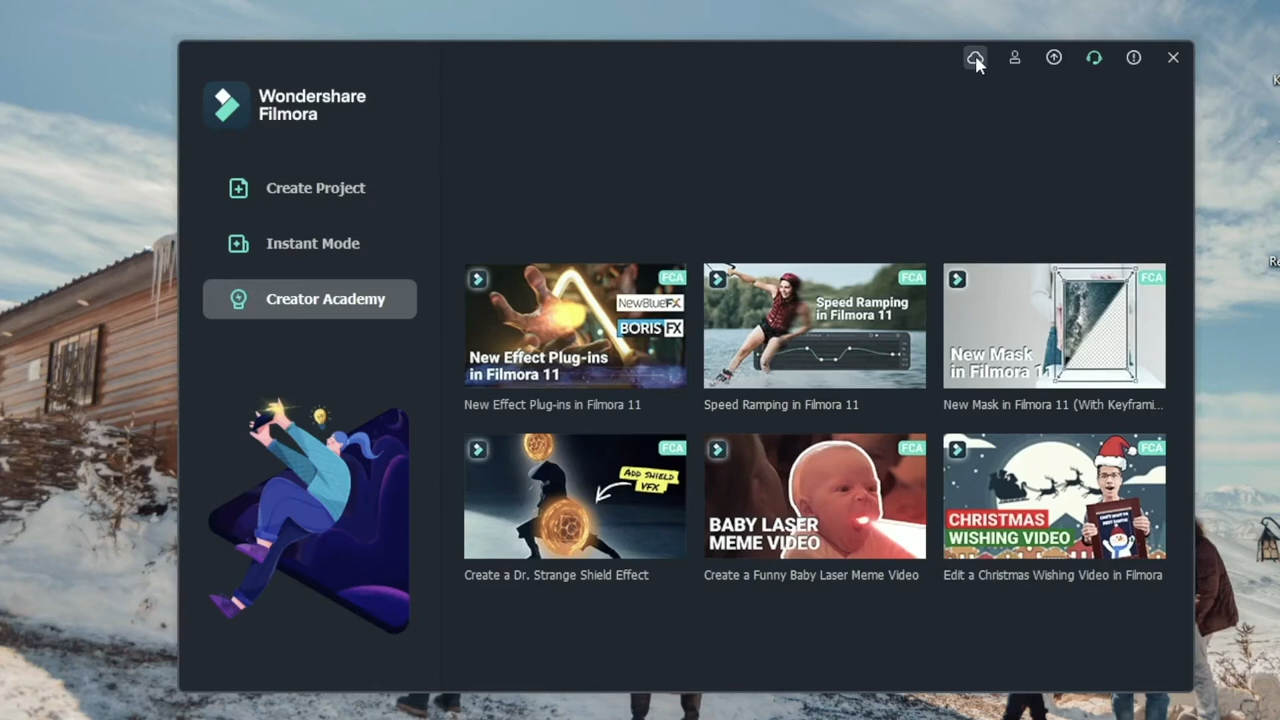 Wondershare
Filmora
Create Project
Instant Mode
Creator Academy
FCA
NewBlueFX
BORIS FX
New Effect Plug-ins
in Filmora 11
New Effect Plug-ins in Filmora 11
FCA
Speed Ramping
in Filmora 11
Speed Ramping in Filmora 11
FCA
New Mask
in Filmora 11
New Mask in Filmora 11 (With Keyframi...
FCA
ADD SHIELD
VFX
Create a Dr. Strange Shield Effect
FCA
BABY LASER
MEME VIDEO
Create a Funny Baby Laser Meme Video
FCA
CHRISTMAS
WISHING VIDEO
Edit a Christmas Wishing Video in Filmora
K
Re